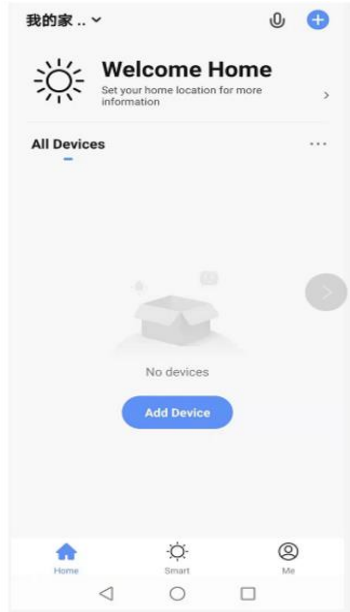 我的家 ..
Welcome Home
Set your home location for more
information
All Devices
No devices
Add Device
Home
Smart
Me